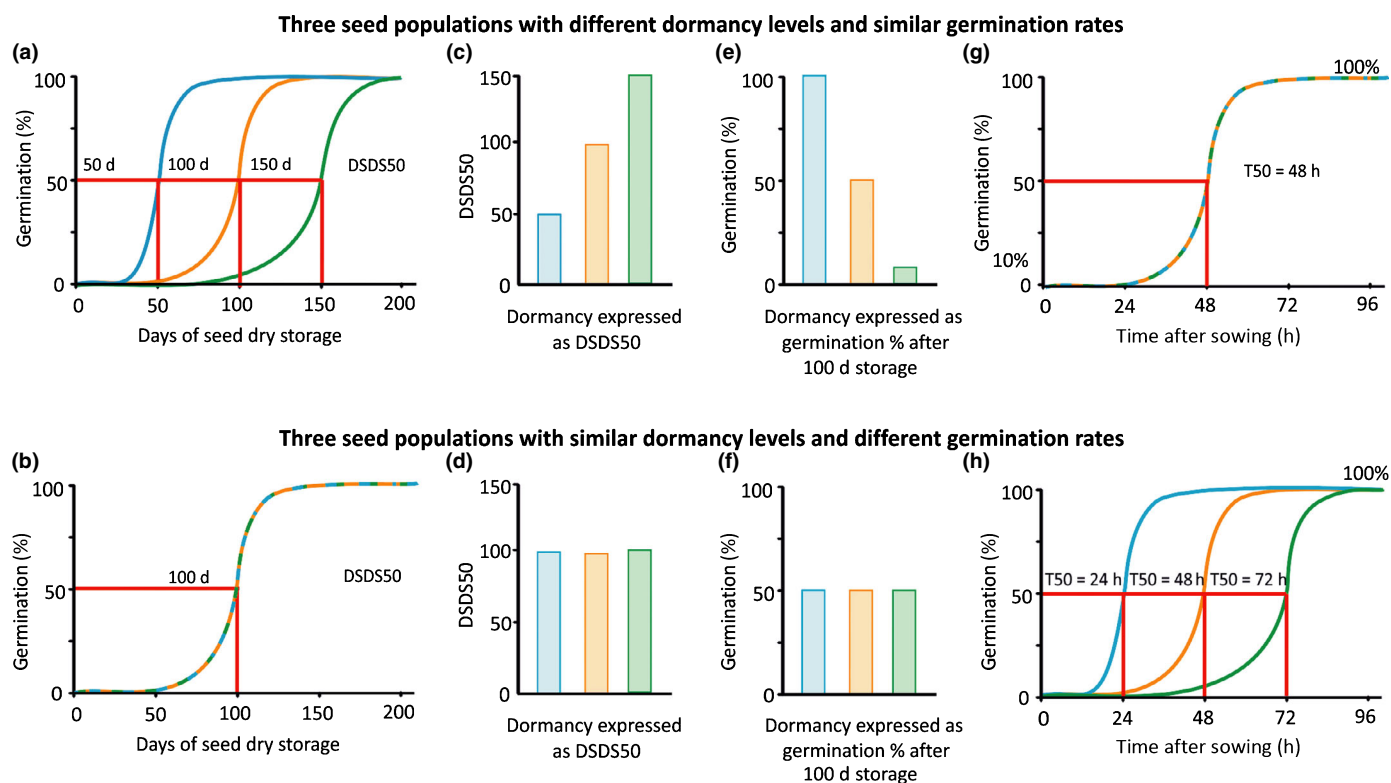 Three seed populations with different dormancy levels and similar germination rates
(a)
100
50
0
Germination (%)
50 d
100 d
150 d
DSDS50
0
50
100
150
200
Days of seed dry storage
(c)
150
100
50
0
DSDS50
Dormancy expressed
as DSDS50
(e)
100
50
0
Germination (%)
Dormancy expressed as
germination % after
100 d storage
(g)
100
50
0
Germination (%)
100%
T50 = 48 h
10%
0
24
48
72
96
Time after sowing (h)
Three seed populations with similar dormancy levels and different germination rates
(b)
100
50
0
Germination (%)
100 d
DSDS50
0
50
100
150
200
Days of seed dry storage
(d)
150
100
50
0
DSDS50
Dormancy expressed
as DSDS50
(f)
100
50
0
Germination (%)
Dormancy expressed as
germination % after
100 d storage
(h)
100
50
0
Germination (%)
100%
T50 = 24 h
T50 = 48 h
T50 = 72 h
0
24
48
72
96
Time after sowing (h)